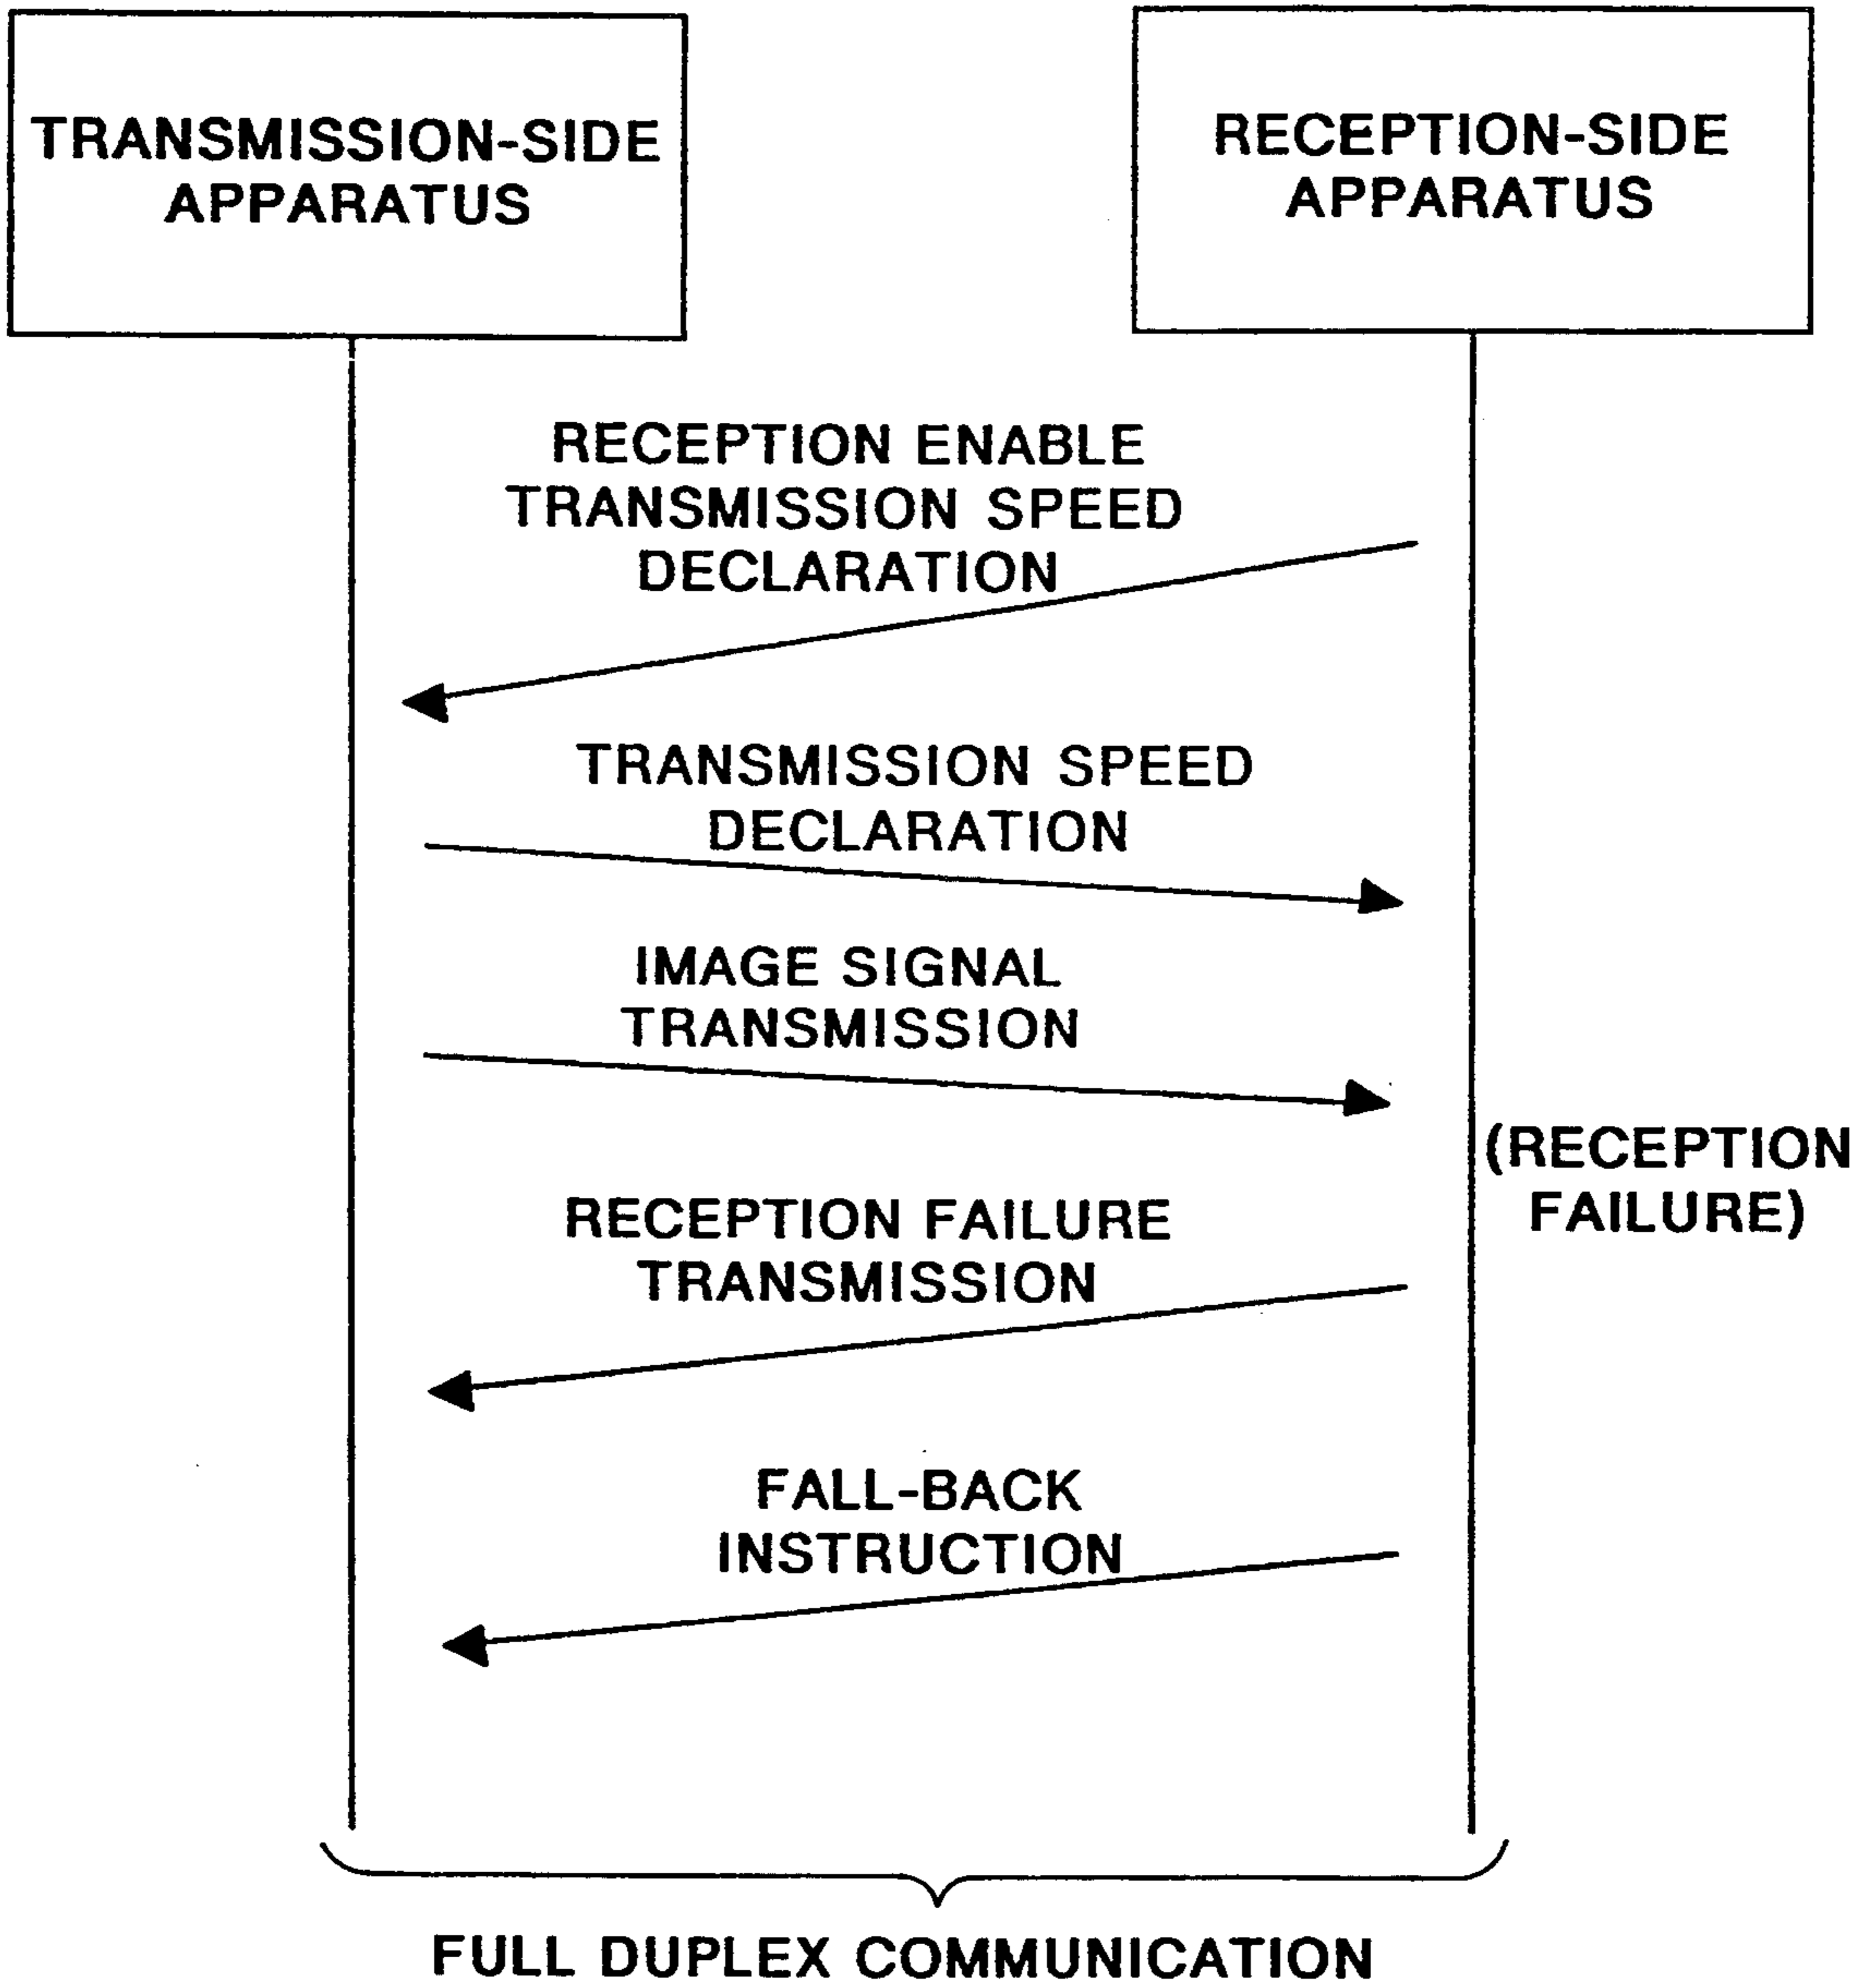 TRANSMISSION-SIDE
APPARATUS
RECEPTION-SIDE
APPARATUS
RECEPTION ENABLE
TRANSMISSION SPEED
DECLARATION
TRANSMISSION SPEED
DECLARATION
IMAGE SIGNAL
TRANSMISSION
(RECEPTION
FAILURE)
RECEPTION FAILURE
TRANSMISSION
FALL-BACK
INSTRUCTION
FULL DUPLEX COMMUNICATION